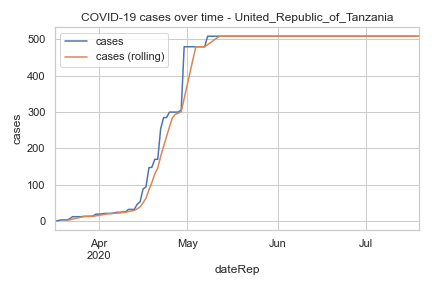 COVID-19 cases over time - United_Republic_of_Tanzania
cases
cases (rolling)
500
400
300
200
100
0
cases
Apr
2020
May
Jun
Jul
dateRep